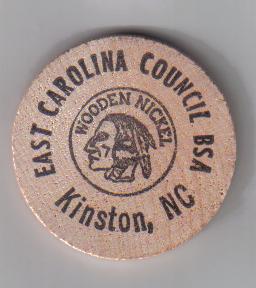 EAST CAROLINA COUNCIL BSA
WOODEN NICKEL
Kinston, NC